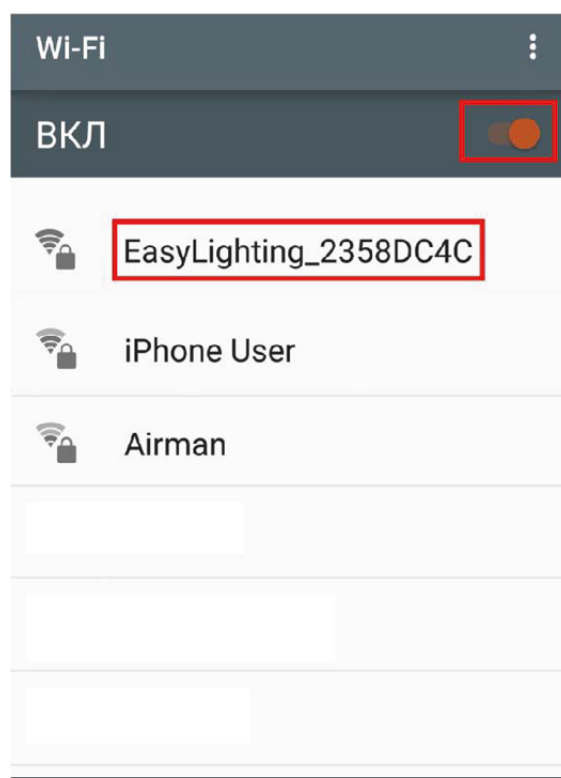 Wi-Fi
ВКЛ
EasyLighting_2358DC4C
iPhone User
Airman